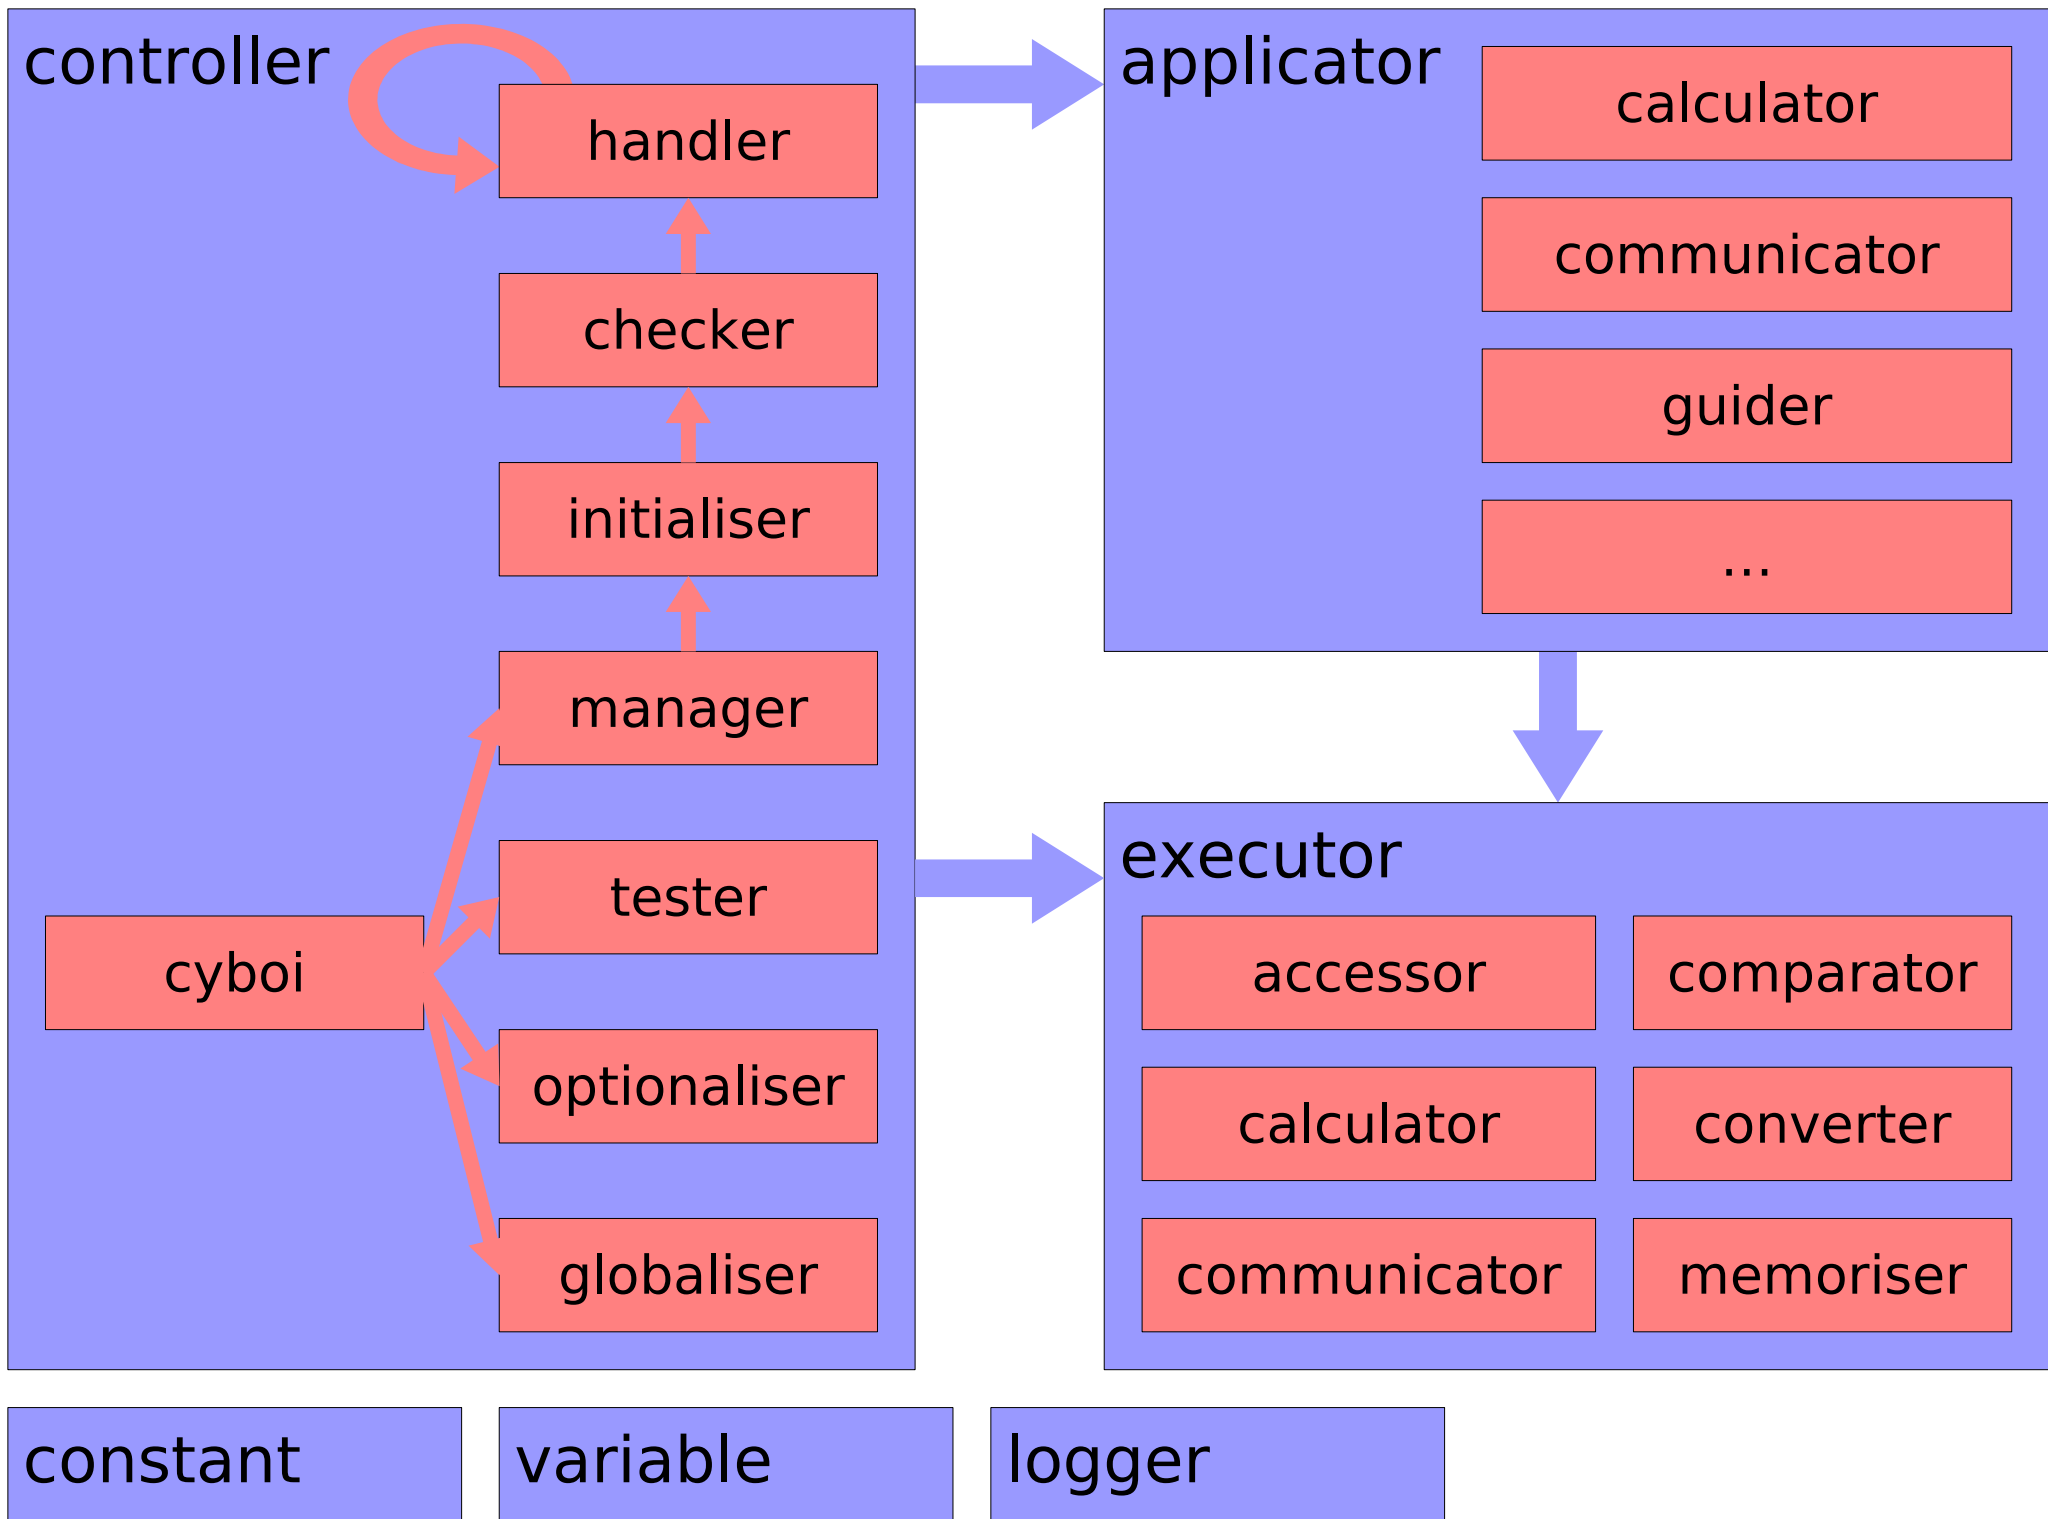 controller
handler
checker
initialiser
manager
tester
cyboi
optionaliser
globaliser
applicator
calculator
communicator
guider
...
executor
accessor
comparator
calculator
converter
communicator
memoriser
constant
variable
logger